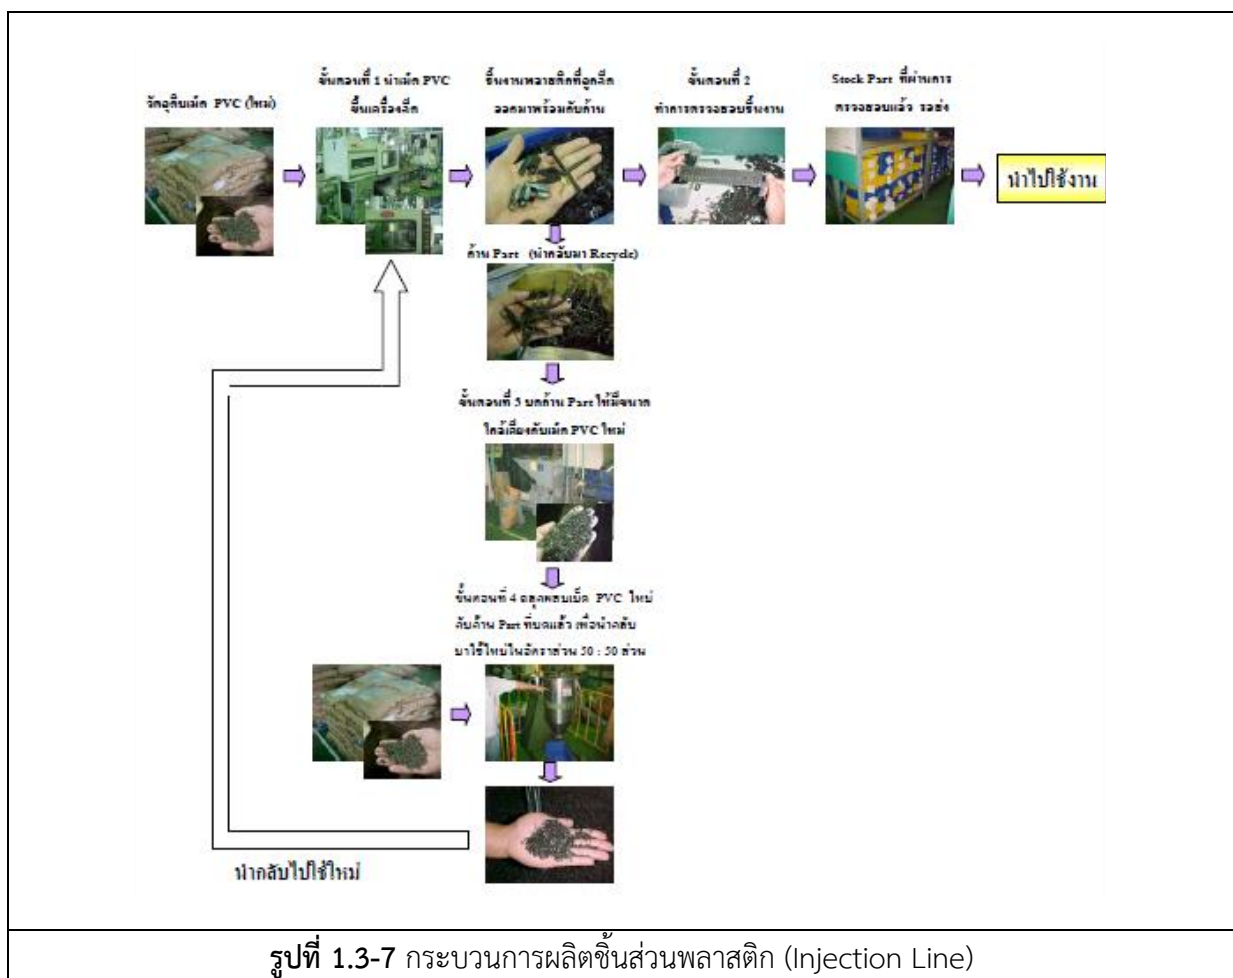 วัตถุดิบเม็ด PVC (ใหม่)
ขั้นตอนที่ 1 นำเม็ด PVC
ขึ้นเครื่องฉีด
ชิ้นงานพลาสติกที่ถูกฉีด
ออกมาพร้อมกับก้าน
ขั้นตอนที่ 2
ทำการตรวจสอบชิ้นงาน
Stock Part ที่ผ่านการ
ตรวจสอบแล้ว รอส่ง
นำไปใช้งาน
ก้าน Part (นำกลับมา Recycle)
ขั้นตอนที่ 3 บดก้าน Part ให้มีขนาด
ใกล้เคียงกับเม็ด PVC ใหม่
ขั้นตอนที่ 4 คลุกผสมเม็ด PVC ใหม่
กับก้าน Part ที่บดแล้ว เพื่อนำกลับ
มาใช้ใหม่ในอัตราส่วน 50 : 50 ส่วน
นำกลับไปใช้ใหม่
รูปที่ 1.3-7 กระบวนการผลิตชิ้นส่วนพลาสติก (Injection Line)